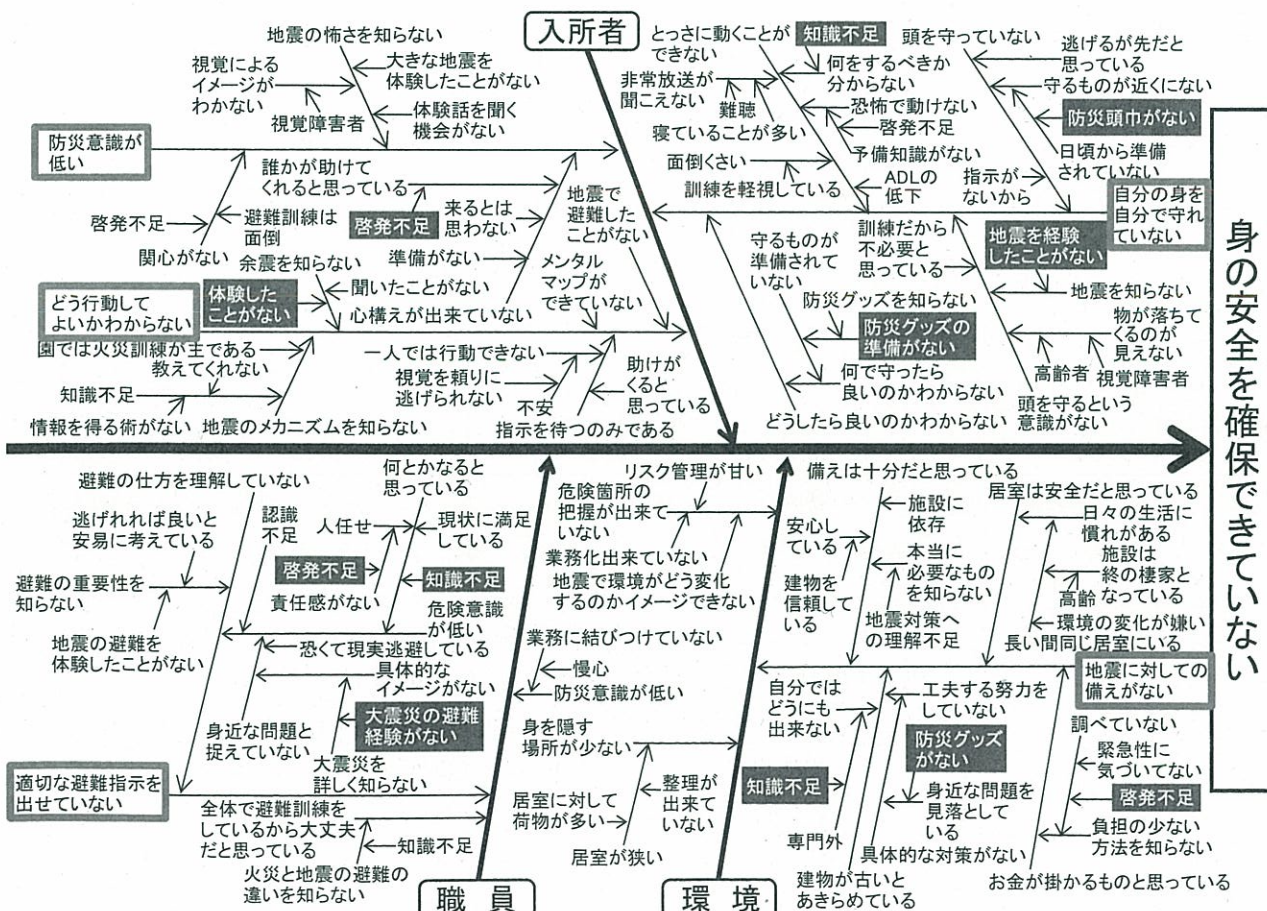 入所者
地震の怖さを知らない
視覚による
イメージが
わかない
大きな地震を
体験したことがない
視覚障害者
体験話を聞く
機会がない
防災意識が
低い
誰かが助けて
くれると思っている
啓発不足
避難訓練は
面倒
関心がない
啓発不足
来るとは
思わない
準備がない
心構えが出来ていない
地震で
避難した
ことがない
メンタル
マップが
できていない
余震を知らない
体験した
ことがない
聞いたことがない
どう行動して
よいかわからない
園では火災訓練が主である
教えてくれない
知識不足
情報を得る術がない
地震のメカニズムを知らない
一人では行動できない
視覚を頼りに
逃げられない
不安
助けが
くると
思っている
指示を待つのみである
とっさに動くことが
できない
知識不足
何をするべきか
分からない
非常放送が
聞こえない
難聴
寝ていることが多い
恐怖で動けない
啓発不足
予備知識がない
面倒くさい
訓練を軽視している
ADLの
低下
頭を守っていない
逃げるが先だと
思っている
守るものが近くにない
防災頭巾がない
日頃から準備
されていない
指示が
ないから
自分の身を
自分で守れ
ていない
守るものが
準備されて
いない
防災グッズを知らない
防災グッズの
準備がない
何で守ったら
良いのかわからない
どうしたら良いのかわからない
訓練だから
不必要と
思っている
地震を経験
したことがない
地震を知らない
物が落ちて
くるのが
見えない
高齢者
視覚障害者
頭を守るという
意識がない
身の安全を確保できていない
避難の仕方を理解していない
逃げれれば良いと
安易に考えている
避難の重要性を
知らない
地震の避難を
体験したことがない
認識
不足
何とかなると
思っている
人任せ
現状に満足
している
啓発不足
責任感がない
知識不足
危険意識
が低い
恐くて現実逃避している
具体的な
イメージがない
身近な問題と
捉えていない
大震災の避難
経験がない
大震災を
詳しく知らない
適切な避難指示を
出せていない
全体で避難訓練を
しているから大丈夫
だと思っている
知識不足
火災と地震の避難の
違いを知らない
業務に結びつけていない
慢心
防災意識が低い
職員
リスク管理が甘い
危険箇所の
把握が出来て
いない
業務化出来ていない
地震で環境がどう変化
するのかイメージできない
身を隠す
場所が少ない
居室に対して
荷物が多い
整理が
出来て
いない
居室が狭い
環境
備えは十分だと思っている
施設に
依存
安心し
ている
建物を
信頼して
いる
本当に
必要なもの
を知らない
地震対策へ
の理解不足
居室は安全だと思っている
日々の生活に
慣れがある
施設は
終の棲家と
なっている
高齢
環境の変化が嫌い
長い間同じ居室にいる
地震に対しての
備えがない
自分では
どうにも
出来ない
知識不足
専門外
建物が古いと
あきらめている
工夫する努力を
していない
防災グッズ
がない
身近な問題を
見落として
いる
具体的な対策がない
調べていない
緊急性に
気づいてない
啓発不足
負担の少ない
方法を知らない
お金が掛かるものと思っている